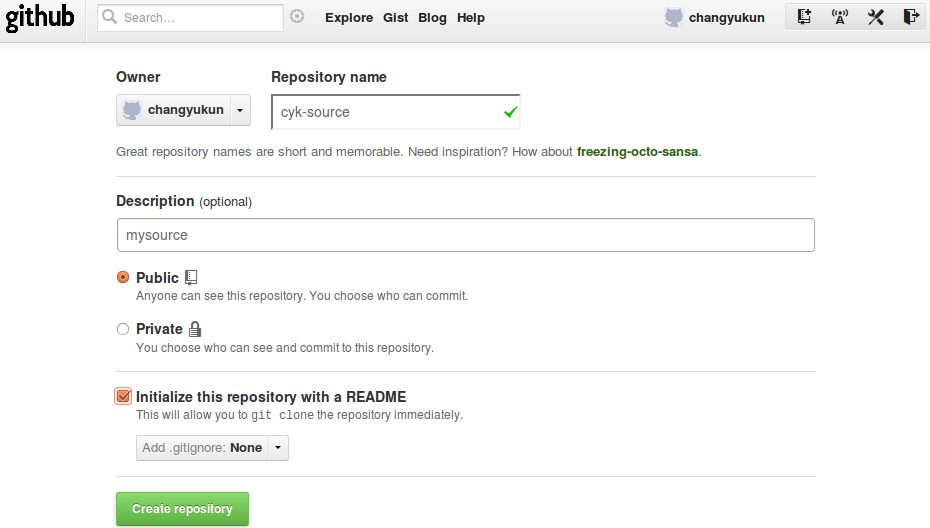 github Search... Explore Gist Blog Help changyukun
Owner Repository name
changyukun cyk-source
Great repository names are short and memorable. Need inspiration? How about freezing-octo-sansa.
Description (optional)
mysource
Public
Anyone can see this repository. You choose who can commit.
Private
You choose who can see and commit to this repository.
Initialize this repository with a README
This will allow you to git clone the repository immediately.
Add .gitignore: None
Create repository